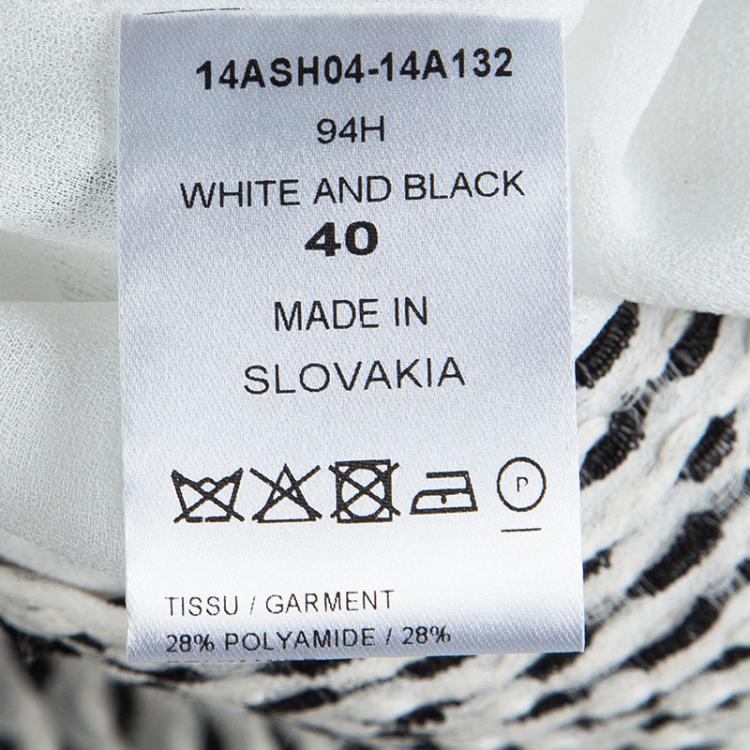 14ASH04-14A132
94H
WHITE AND BLACK
40
MADE IN
SLOVAKIA
P
TISSU / GARMENT
28% POLYAMIDE / 28%